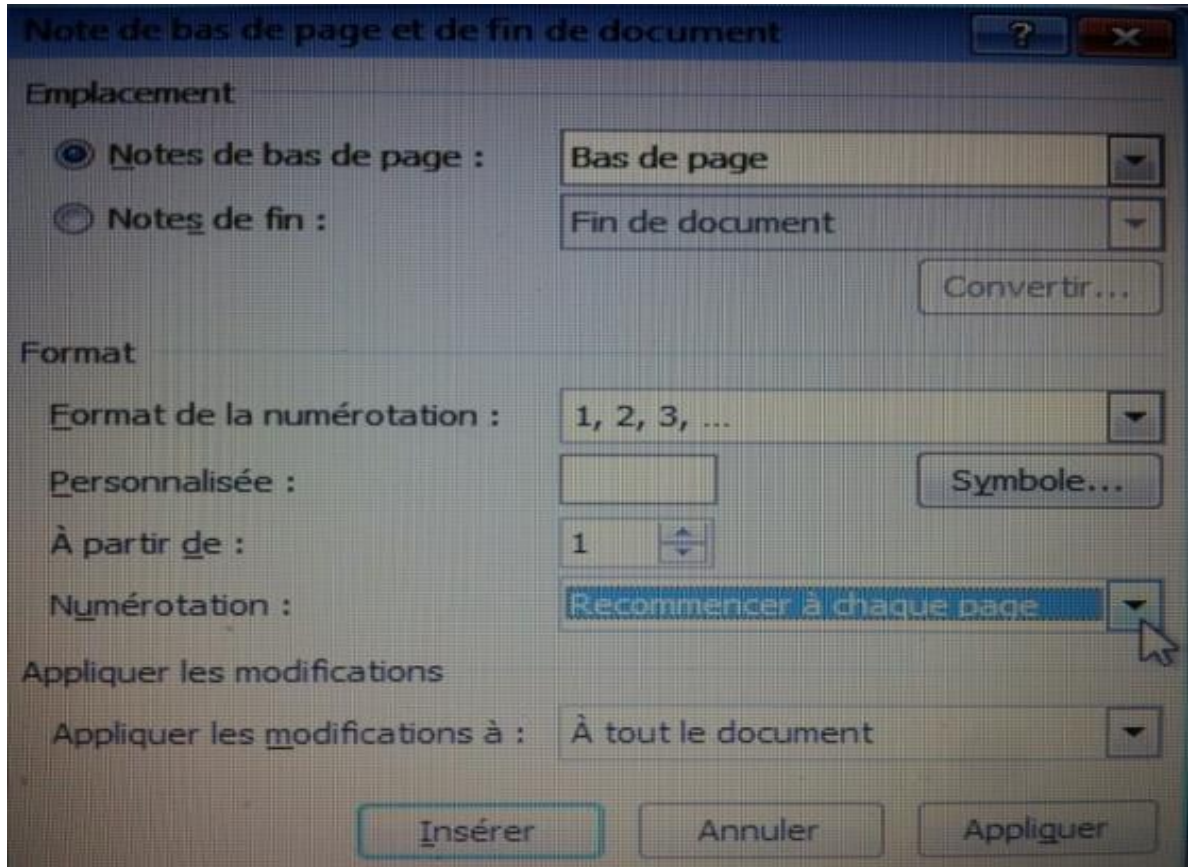 Note de bas de page et de fin de document ?
Emplacement
Notes de bas de page : Bas de page
Notes de fin : Fin de document
Convertir...
Format
Format de la numérotation : 1, 2, 3, ...
Personnalisée : Symbole...
À partir de : 1
Numérotation : Recommencer à chaque page
Appliquer les modifications
Appliquer les modifications à : À tout le document
Insérer Annuler Appliquer